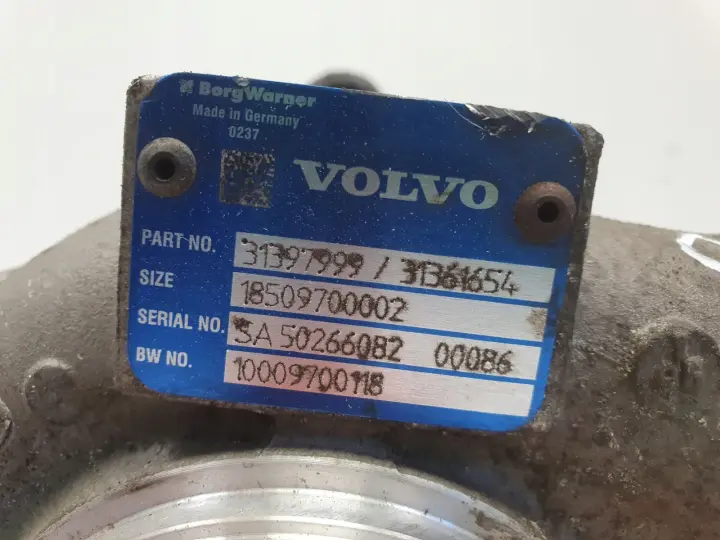 BorgWarner
Made in Germany
0237
VOLVO
PART NO. 31397999 / 31361654
SIZE 18509700002
SERIAL NO. SA 50266082 00086
BW NO. 10009700118